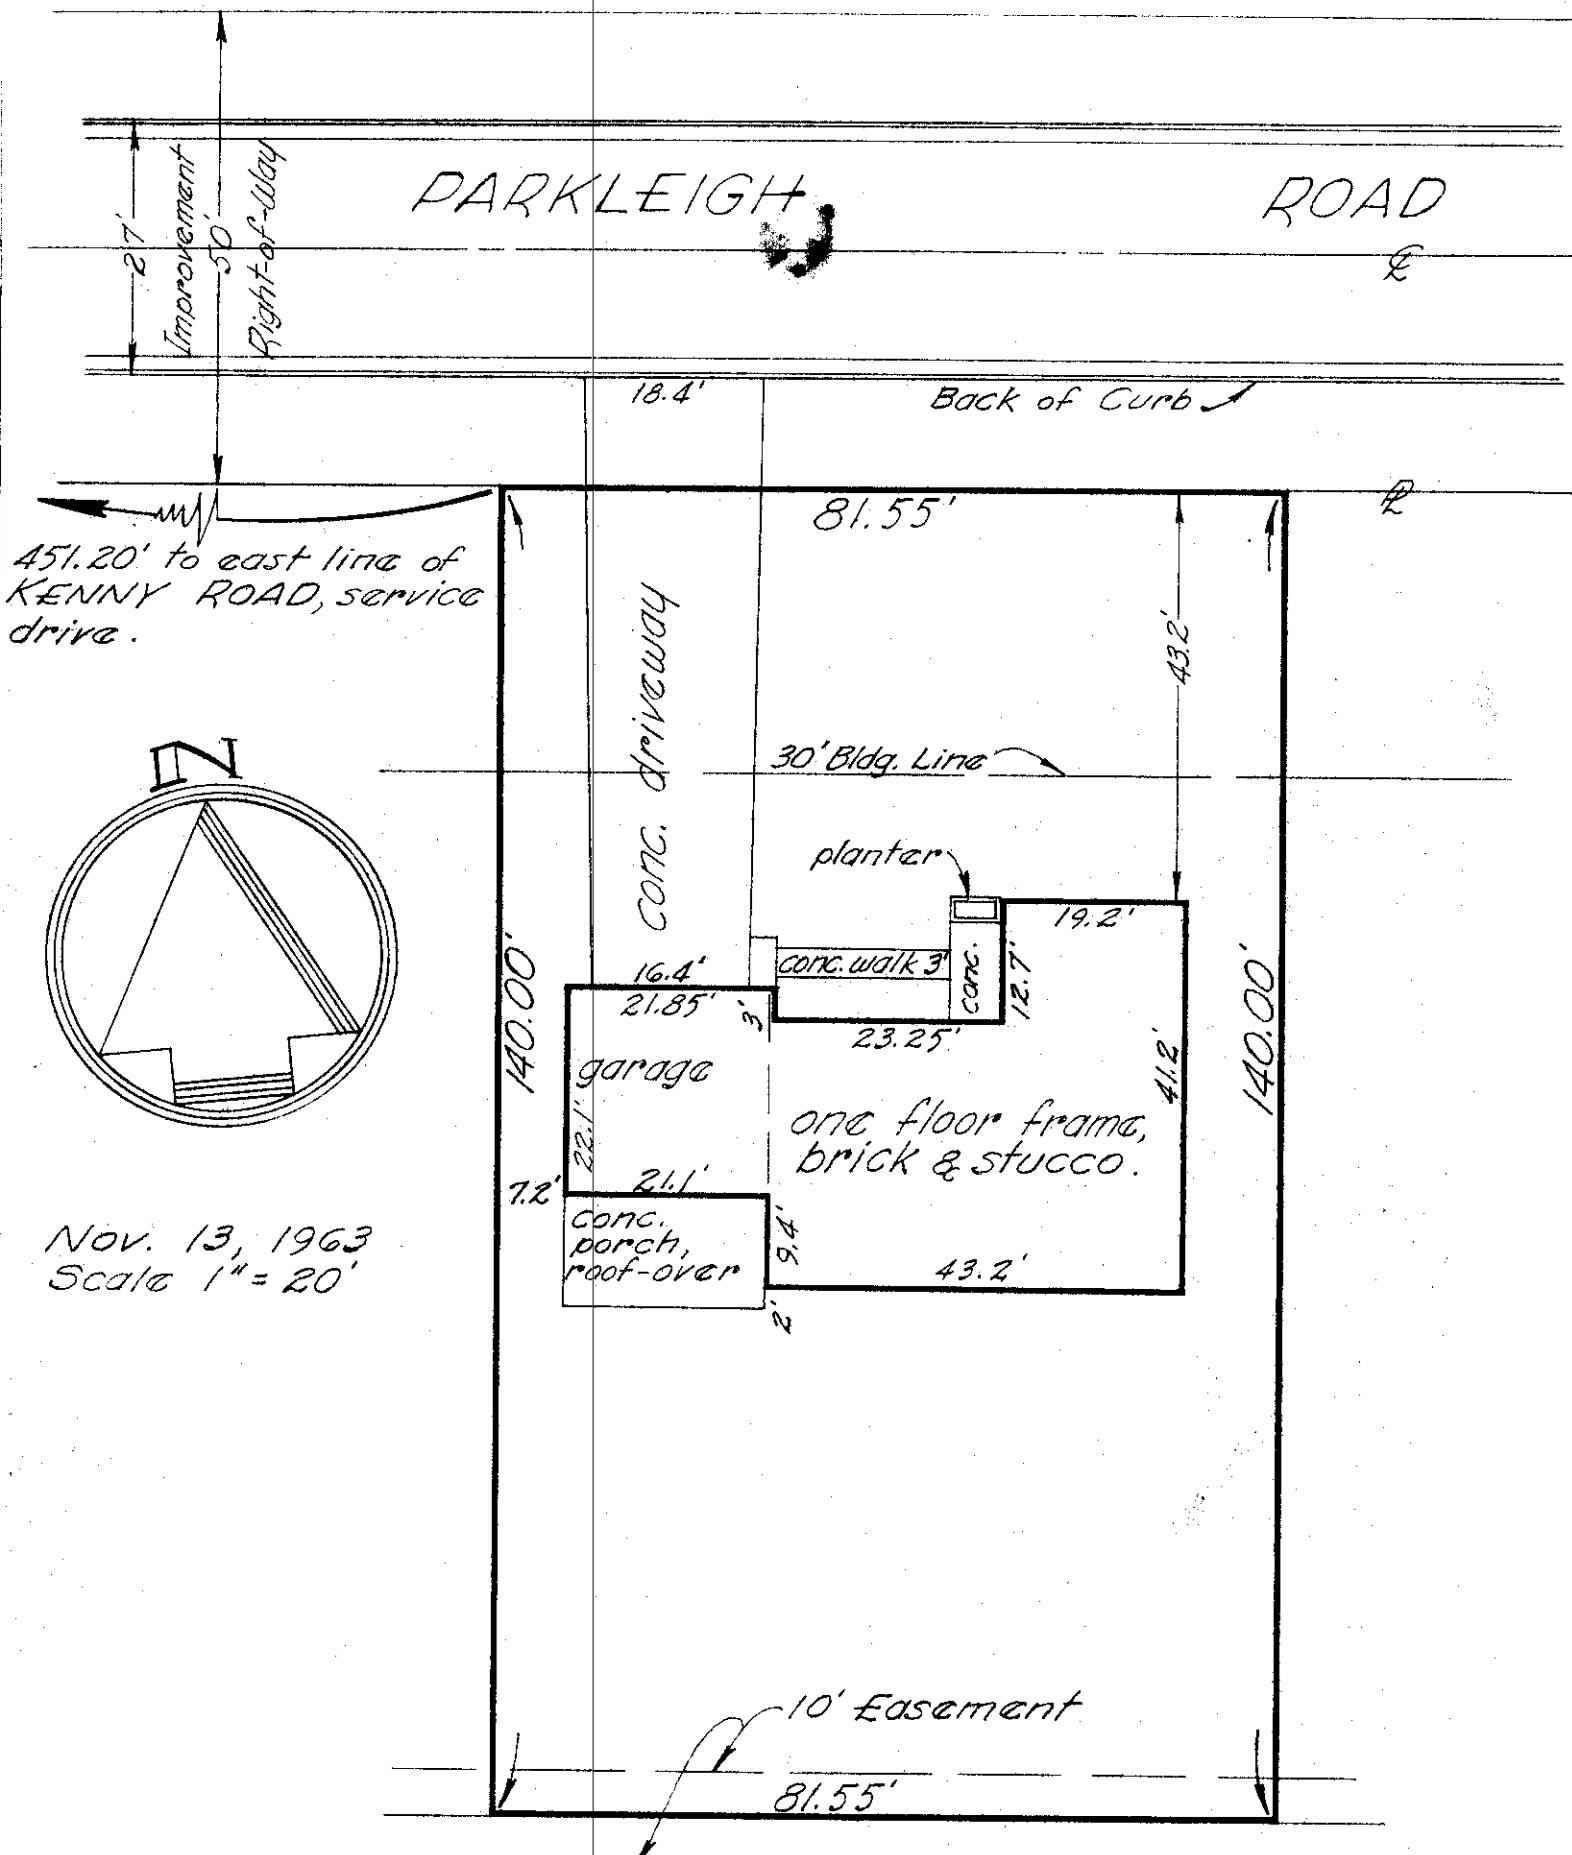 27'
Improvement
50'
Right-of-Way
PARKLEIGH ROAD
℄
18.4'
Back of Curb
81.55'
⅊
451.20' to east line of
KENNY ROAD, service
drive.
conc. driveway
43.2'
30' Bldg. Line
N
planter
19.2'
conc. walk 3'
conc.
12.7'
16.4'
21.85'
3'
23.25'
140.00'
140.00'
garage
41.2'
one floor frame,
brick & stucco.
22.1'
7.2'
21.1'
conc.
porch,
roof-over
9.4'
43.2'
2'
Nov. 13, 1963
Scale 1" = 20'
10' Easement
81.55'